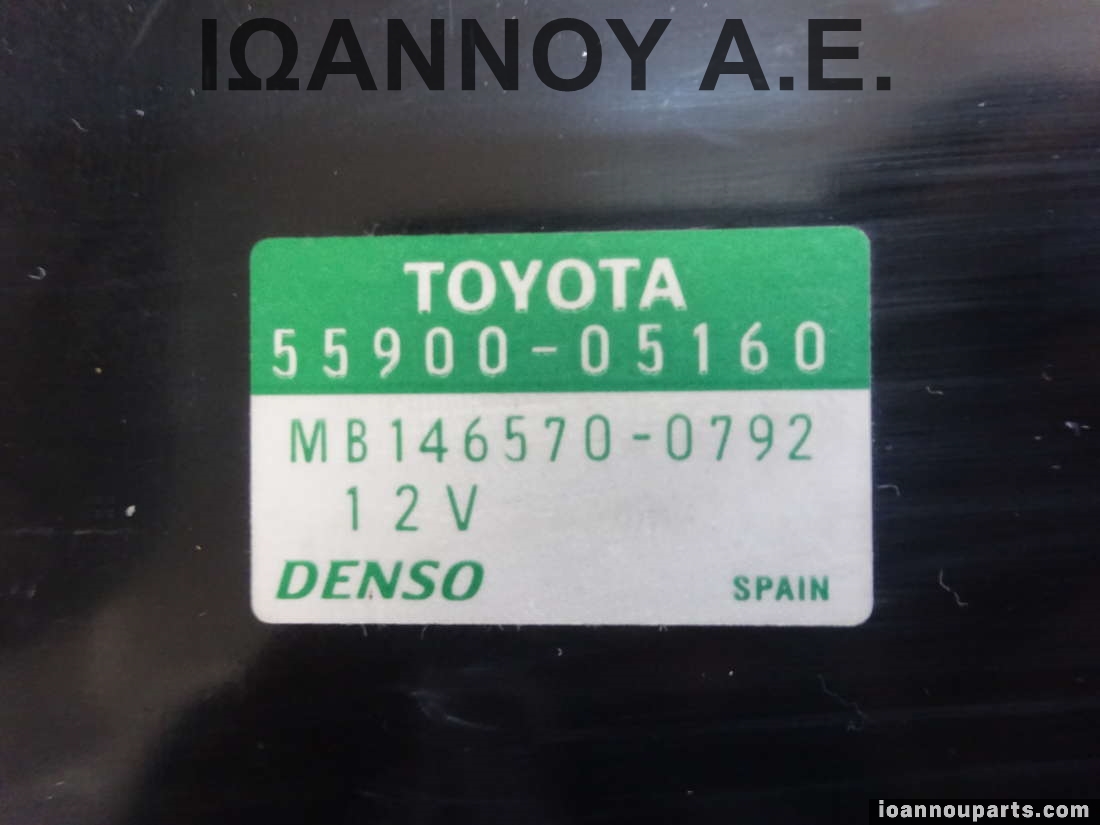 ΙΩΑΝΝΟΥ Α.Ε.
TOYOTA
55900-05160
MB146570-0792
12V
DENSO SPAIN
ioannouparts.com